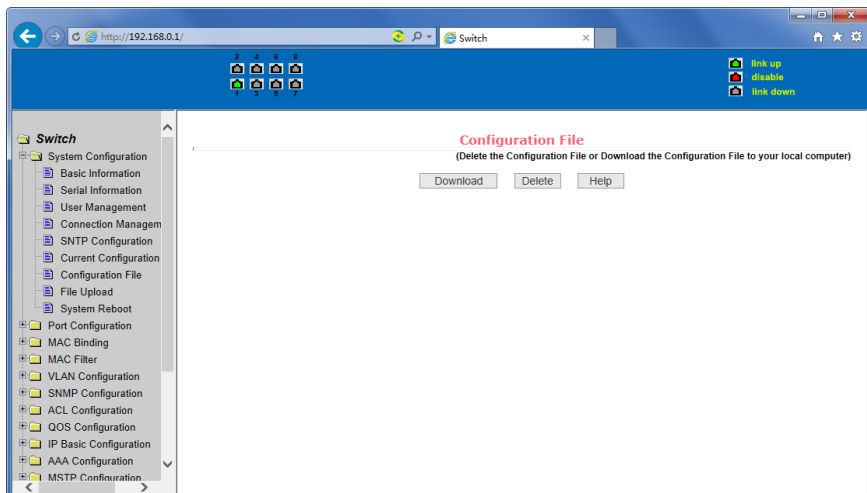 http://192.168.0.1/
Switch
2 4 6 8
1 3 5 7
link up
disable
link down
Switch
System Configuration
Basic Information
Serial Information
User Management
Connection Managem
SNTP Configuration
Current Configuration
Configuration File
File Upload
System Reboot
Port Configuration
MAC Binding
MAC Filter
VLAN Configuration
SNMP Configuration
ACL Configuration
QOS Configuration
IP Basic Configuration
AAA Configuration
MSTP Configuration
Configuration File
(Delete the Configuration File or Download the Configuration File to your local computer)
Download Delete Help